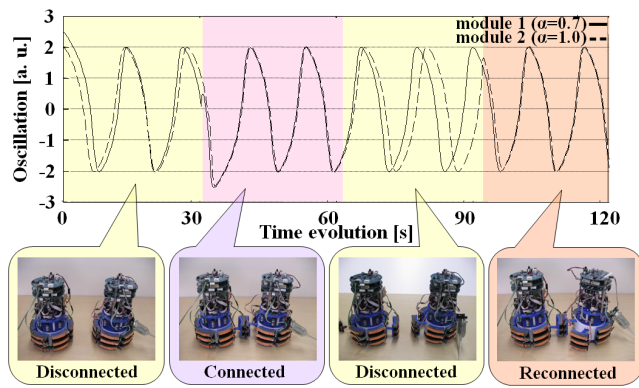 3
2
1
0
-1
-2
-3
Oscillation [a. u.]
module 1 (α=0.7)
module 2 (α=1.0)
0
30
60
90
120
Time evolution [s]
Disconnected
Connected
Disconnected
Reconnected